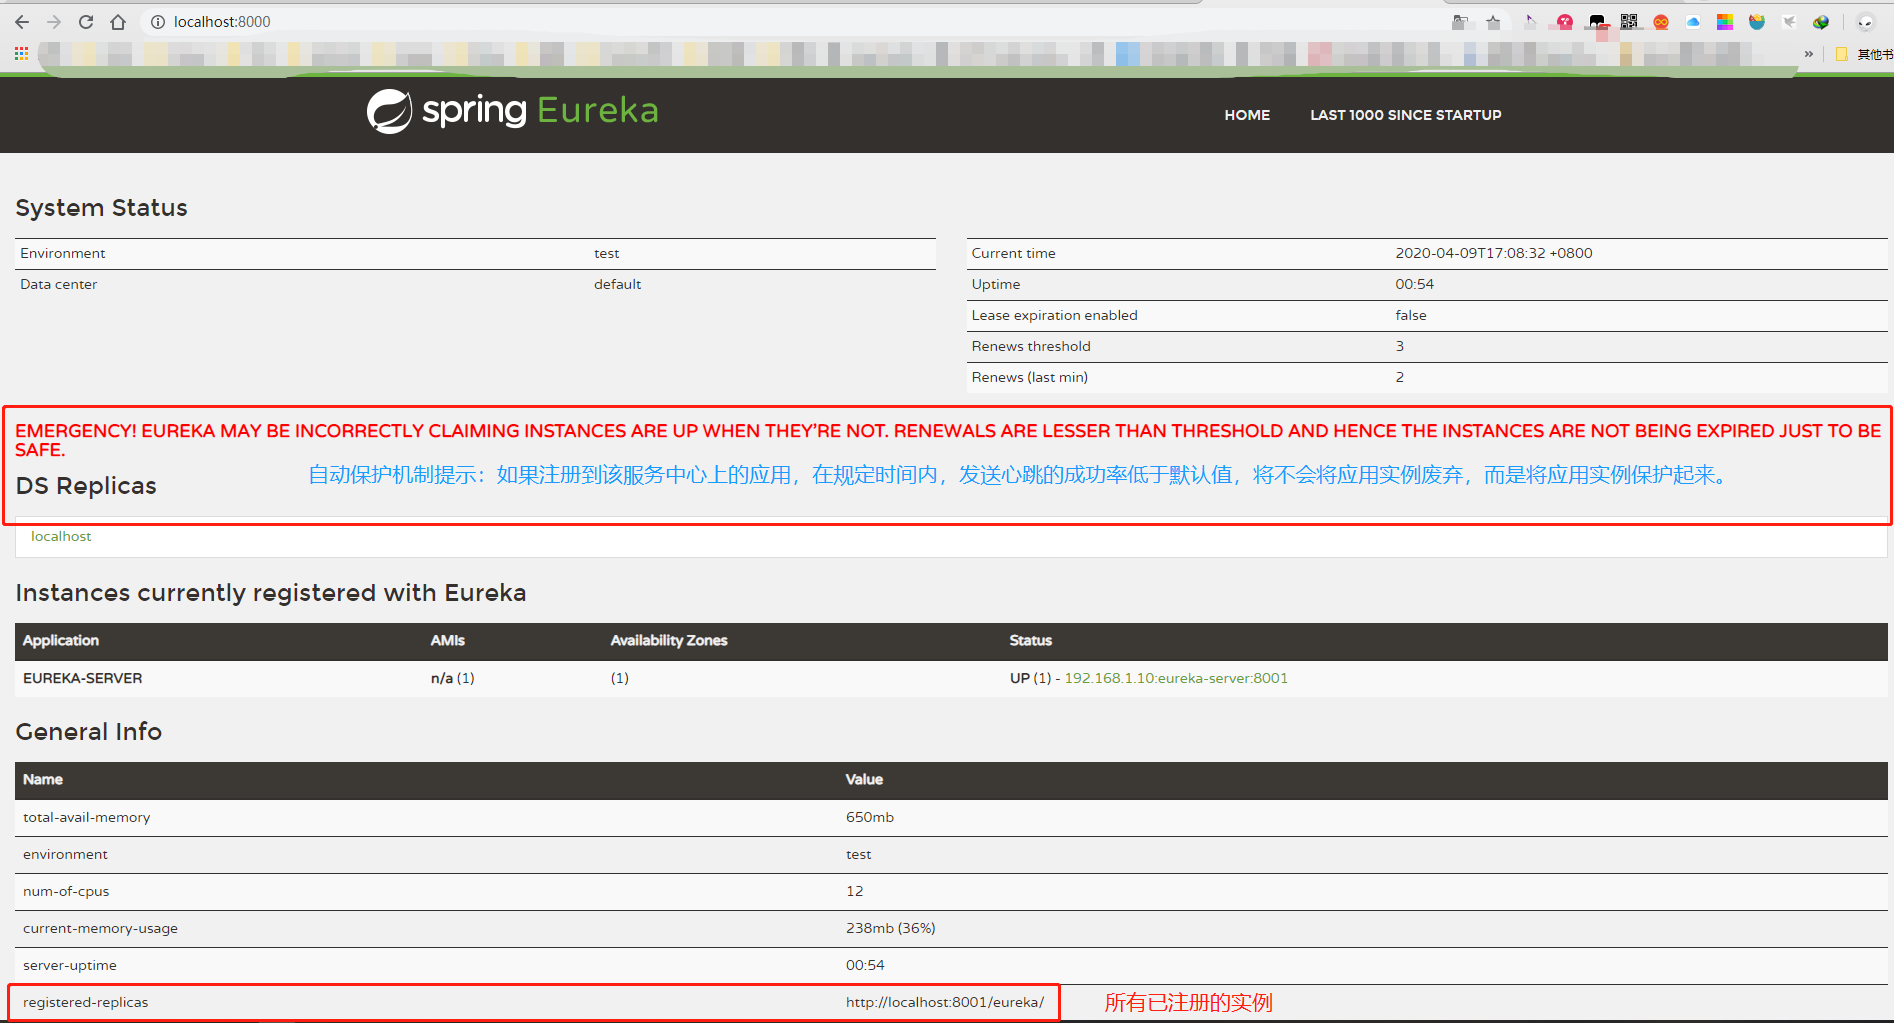 localhost:8000
» 其他书
spring Eureka
HOME LAST 1000 SINCE STARTUP
System Status
Environment test
Data center default
Current time 2020-04-09T17:08:32 +0800
Uptime 00:54
Lease expiration enabled false
Renews threshold 3
Renews (last min) 2
EMERGENCY! EUREKA MAY BE INCORRECTLY CLAIMING INSTANCES ARE UP WHEN THEY'RE NOT. RENEWALS ARE LESSER THAN THRESHOLD AND HENCE THE INSTANCES ARE NOT BEING EXPIRED JUST TO BE
SAFE.
自动保护机制提示：如果注册到该服务中心上的应用，在规定时间内，发送心跳的成功率低于默认值，将不会将应用实例废弃，而是将应用实例保护起来。
DS Replicas
localhost
Instances currently registered with Eureka
Application AMIs Availability Zones Status
EUREKA-SERVER n/a (1) (1) UP (1) - 192.168.1.10:eureka-server:8001
General Info
Name Value
total-avail-memory 650mb
environment test
num-of-cpus 12
current-memory-usage 238mb (36%)
server-uptime 00:54
registered-replicas http://localhost:8001/eureka/ 所有已注册的实例